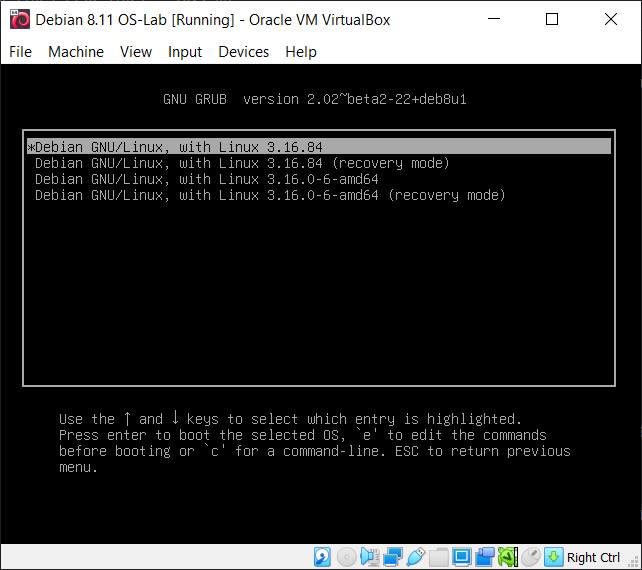 Debian 8.11 OS-Lab [Running] - Oracle VM VirtualBox
File Machine View Input Devices Help
GNU GRUB version 2.02~beta2-22+deb8u1
*Debian GNU/Linux, with Linux 3.16.84
Debian GNU/Linux, with Linux 3.16.84 (recovery mode)
Debian GNU/Linux, with Linux 3.16.0-6-amd64
Debian GNU/Linux, with Linux 3.16.0-6-amd64 (recovery mode)
Use the ↑ and ↓ keys to select which entry is highlighted.
Press enter to boot the selected OS, `e' to edit the commands
before booting or `c' for a command-line. ESC to return previous
menu.
Right Ctrl